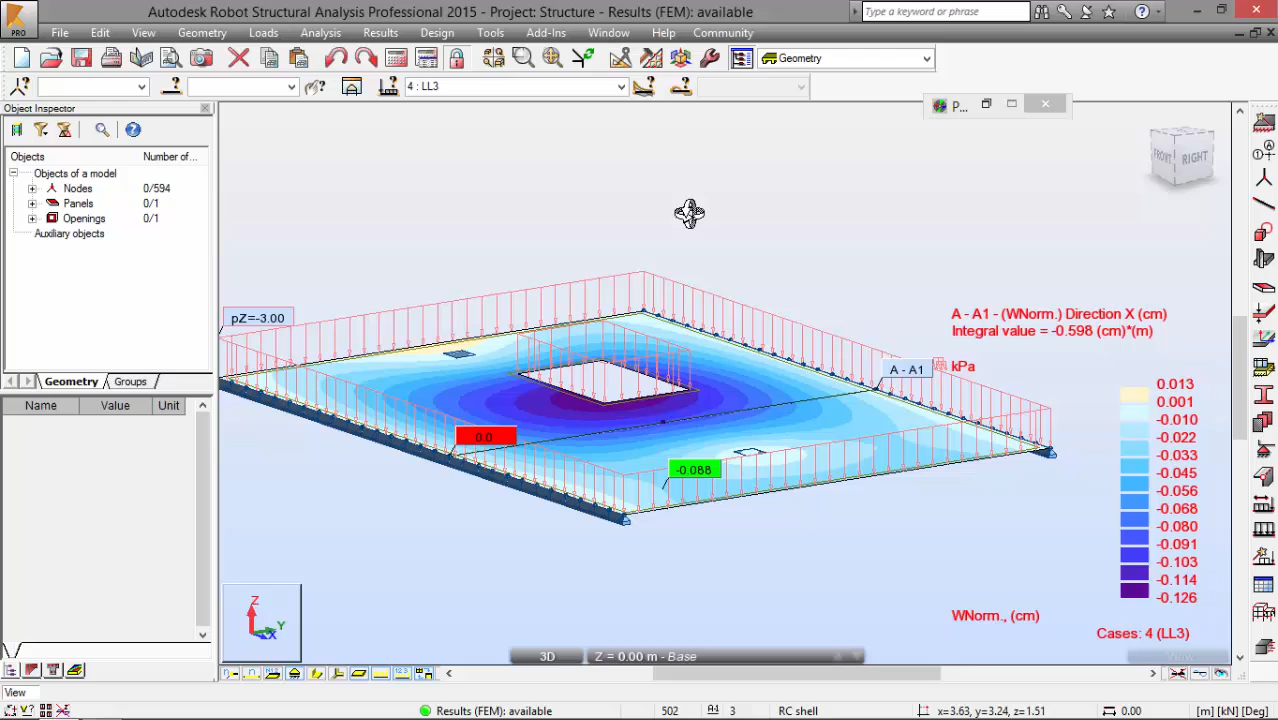 Autodesk Robot Structural Analysis Professional 2015 - Project: Structure - Results (FEM): available
Type a keyword or phrase
PRO
File Edit View Geometry Loads Analysis Results Design Tools Add-Ins Window Help Community
Geometry
4 : LL3
Object Inspector
P...
Objects Number of...
Objects of a model
Nodes 0/594
Panels 0/1
Openings 0/1
Auxiliary objects
Geometry Groups
Name Value Unit
FRONT RIGHT
pZ=-3.00
A - A1 - (WNorm.) Direction X (cm)
Integral value = -0.598 (cm)*(m)
A - A1
kPa
0.013
0.001
-0.010
-0.022
-0.033
-0.045
-0.056
-0.068
-0.080
-0.091
-0.103
-0.114
-0.126
0.0
-0.088
Z
Y
X
WNorm., (cm)
Cases: 4 (LL3)
3D
Z = 0.00 m - Base
View
View
Results (FEM): available
502
3
RC shell
x=3.63, y=3.24, z=1.51
0.00
[m] [kN] [Deg]